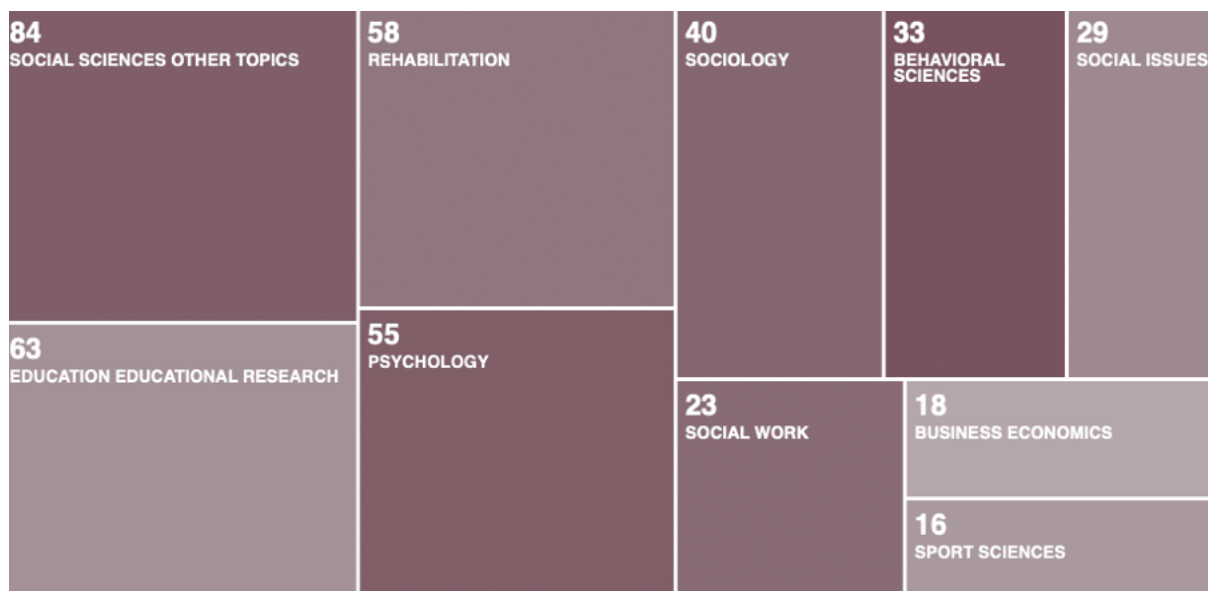 84
SOCIAL SCIENCES OTHER TOPICS
58
REHABILITATION
40
SOCIOLOGY
33
BEHAVIORAL
SCIENCES
29
SOCIAL ISSUES
63
EDUCATION EDUCATIONAL RESEARCH
55
PSYCHOLOGY
23
SOCIAL WORK
18
BUSINESS ECONOMICS
16
SPORT SCIENCES